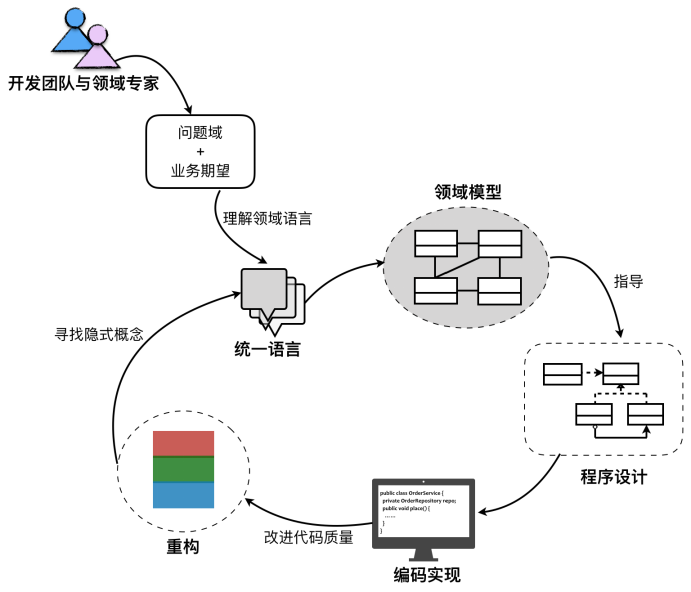 开发团队与领域专家
问题域
+
业务期望
理解领域语言
领域模型
指导
寻找隐式概念
统一语言
程序设计
public class OrderService {
private OrderRepository repo;
public void place() {
......
}
}
改进代码质量
重构
编码实现